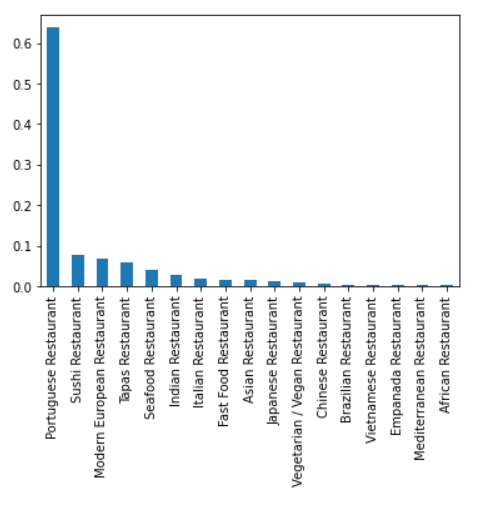 0.6
0.5
0.4
0.3
0.2
0.1
0.0
Portuguese Restaurant
Sushi Restaurant
Modern European Restaurant
Tapas Restaurant
Seafood Restaurant
Indian Restaurant
Italian Restaurant
Fast Food Restaurant
Asian Restaurant
Japanese Restaurant
Vegetarian / Vegan Restaurant
Chinese Restaurant
Brazilian Restaurant
Vietnamese Restaurant
Empanada Restaurant
Mediterranean Restaurant
African Restaurant